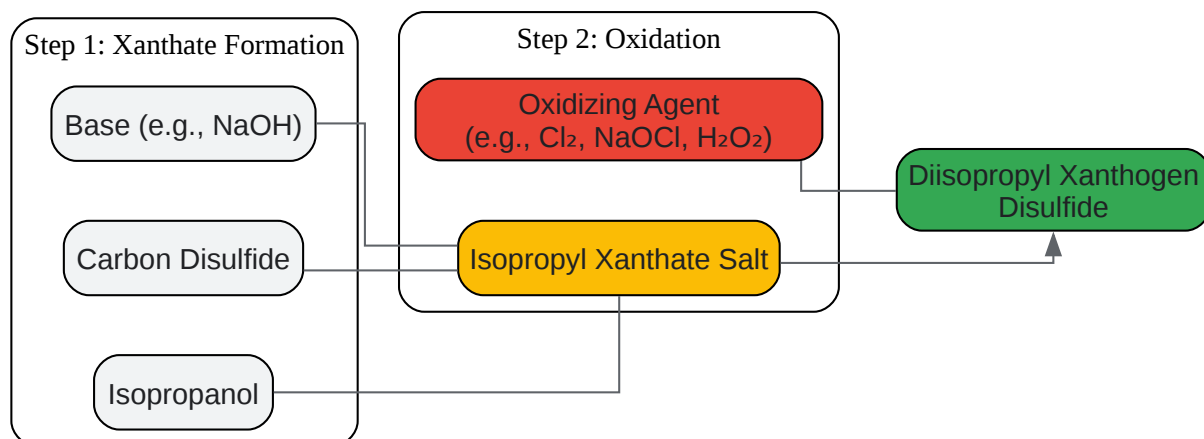 Step 1: Xanthate Formation
Base (e.g., NaOH)
Carbon Disulfide
Isopropanol
Step 2: Oxidation
Oxidizing Agent
(e.g., Cl₂, NaOCl, H₂O₂)
Isopropyl Xanthate Salt
Diisopropyl Xanthogen
Disulfide